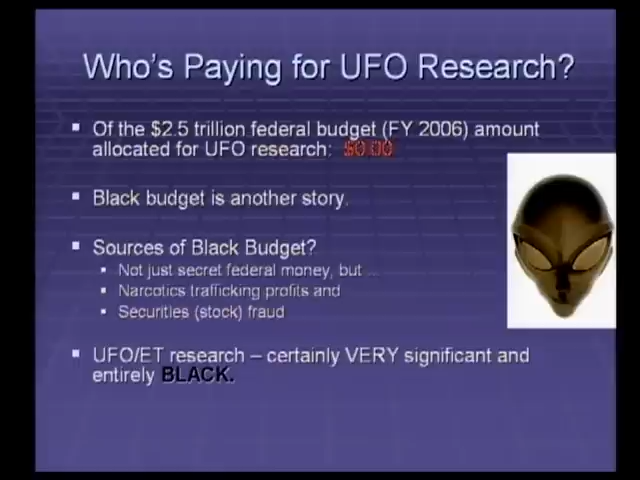 Who's Paying for UFO Research?
Of the $2.5 trillion federal budget (FY 2006) amount
allocated for UFO research: $0.00
Black budget is another story.
Sources of Black Budget?
Not just secret federal money, but ...
Narcotics trafficking profits and
Securities (stock) fraud
UFO/ET research – certainly VERY significant and
entirely BLACK.